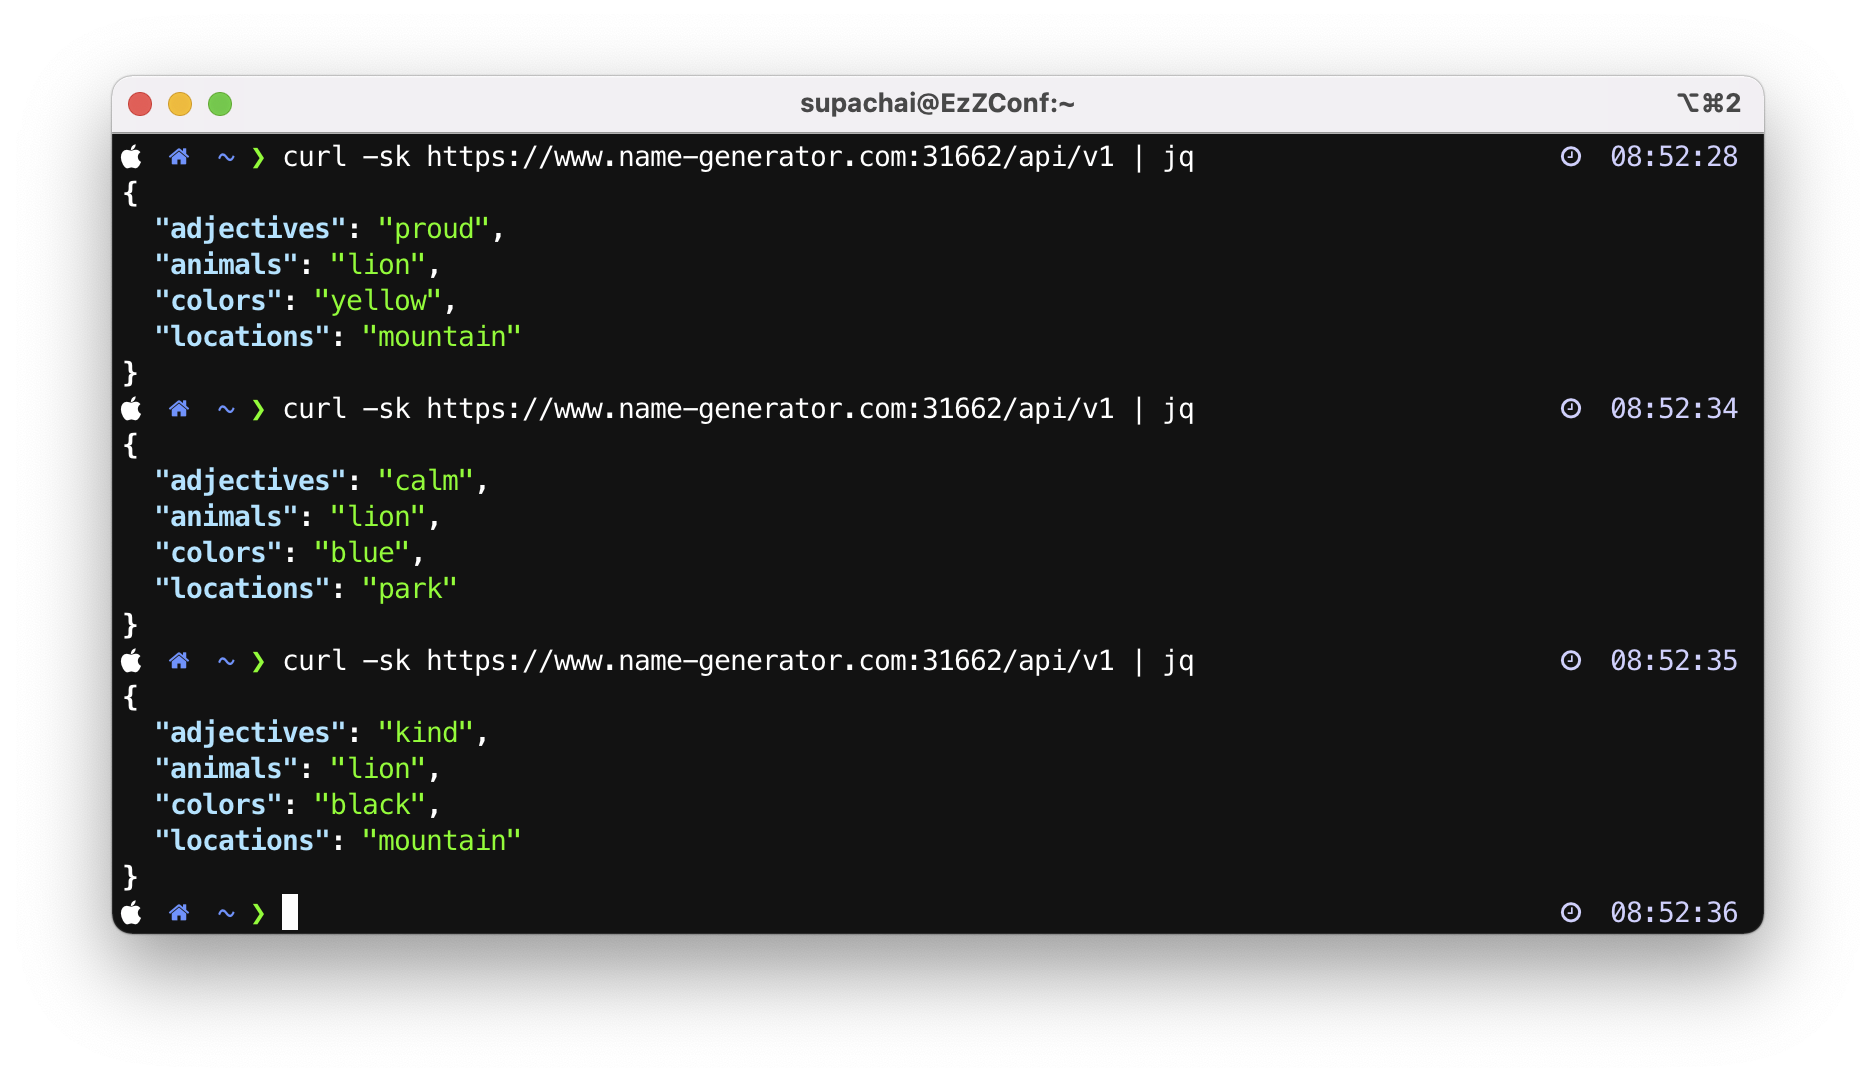 supachai@EzZConf:~
⌥⌘2
~ ❯ curl -sk https://www.name-generator.com:31662/api/v1 | jq 08:52:28
{
  "adjectives": "proud",
  "animals": "lion",
  "colors": "yellow",
  "locations": "mountain"
}
~ ❯ curl -sk https://www.name-generator.com:31662/api/v1 | jq 08:52:34
{
  "adjectives": "calm",
  "animals": "lion",
  "colors": "blue",
  "locations": "park"
}
~ ❯ curl -sk https://www.name-generator.com:31662/api/v1 | jq 08:52:35
{
  "adjectives": "kind",
  "animals": "lion",
  "colors": "black",
  "locations": "mountain"
}
~ ❯ 08:52:36